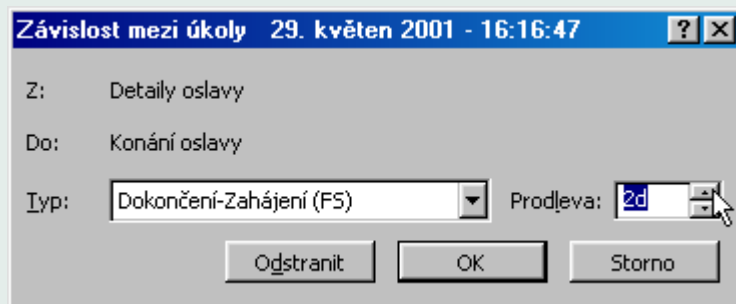 Závislost mezi úkoly 29. květen 2001 - 16:16:47
Z: Detaily oslavy
Do: Konání oslavy
Typ: Dokončení-Zahájení (FS) Prodleva: 2d
Odstranit OK Storno